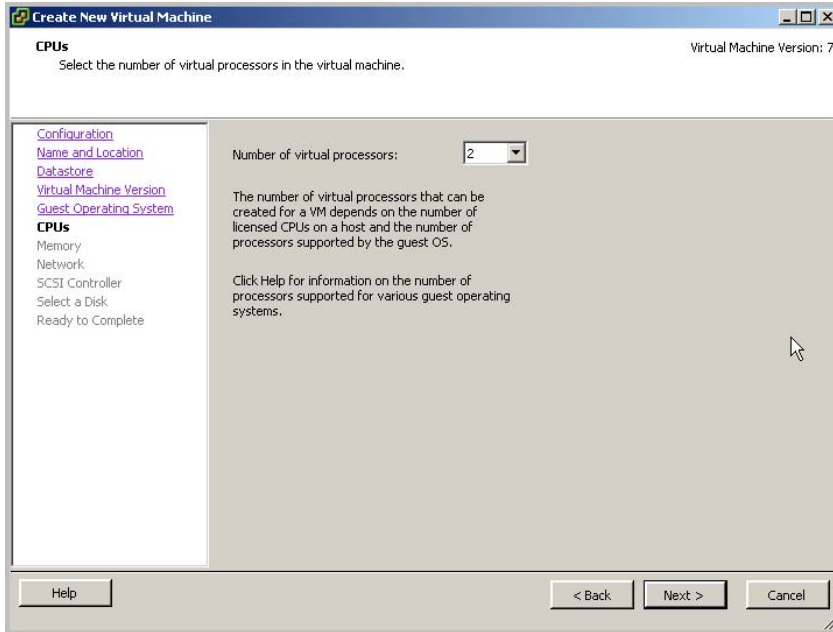 Create New Virtual Machine
CPUs
Select the number of virtual processors in the virtual machine.
Virtual Machine Version: 7
Configuration
Name and Location
Datastore
Virtual Machine Version
Guest Operating System
CPUs
Memory
Network
SCSI Controller
Select a Disk
Ready to Complete
Number of virtual processors:
2
The number of virtual processors that can be
created for a VM depends on the number of
licensed CPUs on a host and the number of
processors supported by the guest OS.
Click Help for information on the number of
processors supported for various guest operating
systems.
Help
< Back
Next >
Cancel